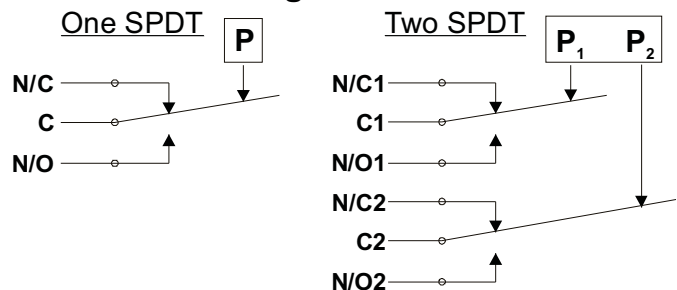 One SPDT
P
N/C
C
N/O
Two SPDT
P1 P2
N/C1
C1
N/O1
N/C2
C2
N/O2